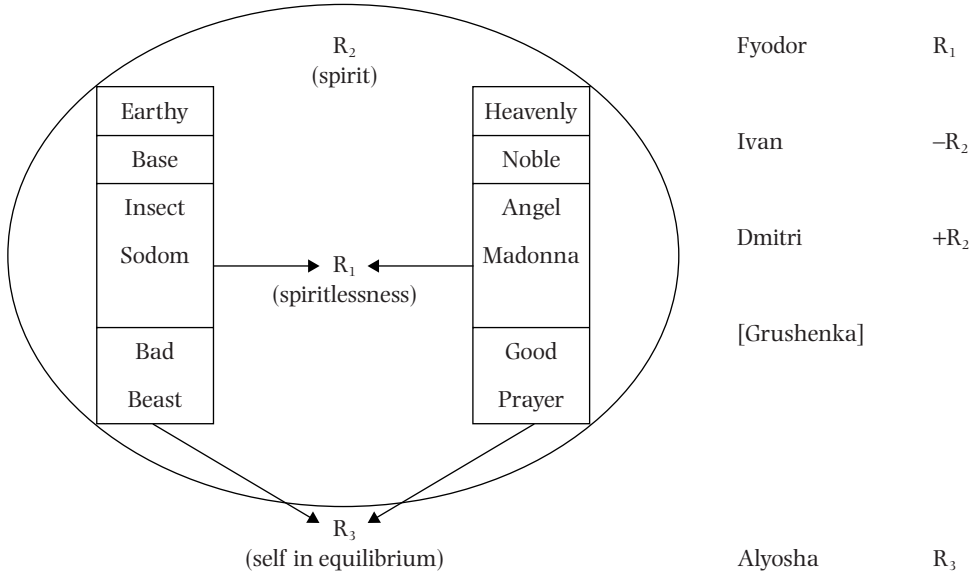 R₂
(spirit)
Earthy
Base
Insect
Sodom
Bad
Beast
R₁
(spiritlessness)
Heavenly
Noble
Angel
Madonna
Good
Prayer
R₃
(self in equilibrium)
Fyodor R₁
Ivan –R₂
Dmitri +R₂
[Grushenka]
Alyosha R₃